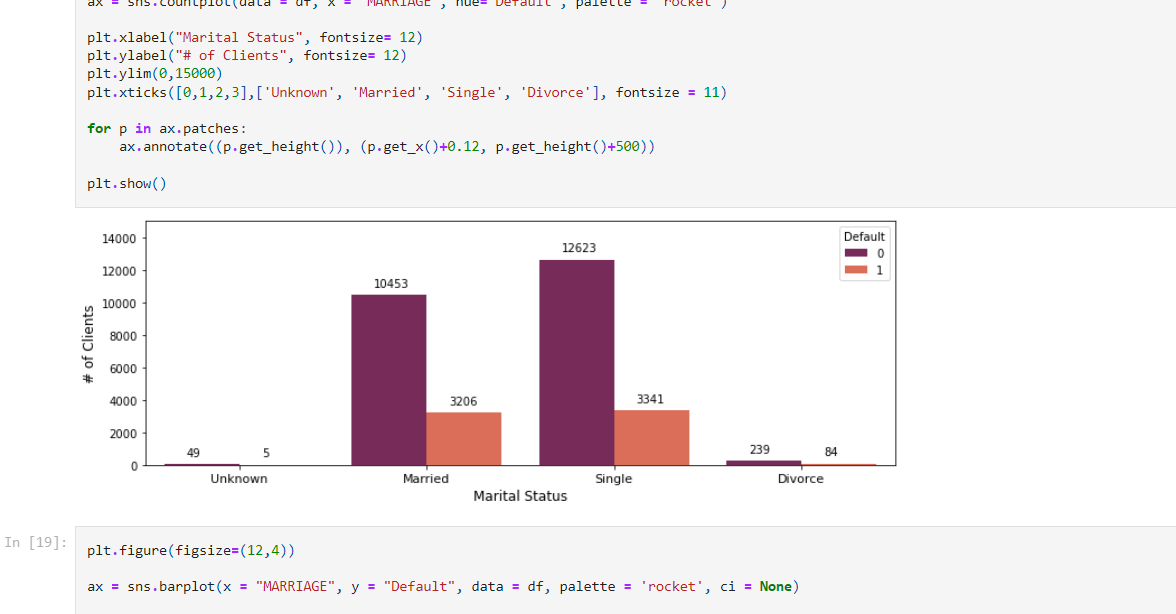 ax = sns.countplot(data = df, x = "MARRIAGE", hue="Default", palette = 'rocket')
plt.xlabel("Marital Status", fontsize= 12)
plt.ylabel("# of Clients", fontsize= 12)
plt.ylim(0,15000)
plt.xticks([0,1,2,3],['Unknown', 'Married', 'Single', 'Divorce'], fontsize = 11)
for p in ax.patches:
    ax.annotate((p.get_height()), (p.get_x()+0.12, p.get_height()+500))
plt.show()
14000
12000
10000
8000
6000
4000
2000
0
# of Clients
49
5
10453
3206
12623
3341
239
84
Default
0
1
Unknown
Married
Single
Divorce
Marital Status
In [19]:
plt.figure(figsize=(12,4))
ax = sns.barplot(x = "MARRIAGE", y = "Default", data = df, palette = 'rocket', ci = None)